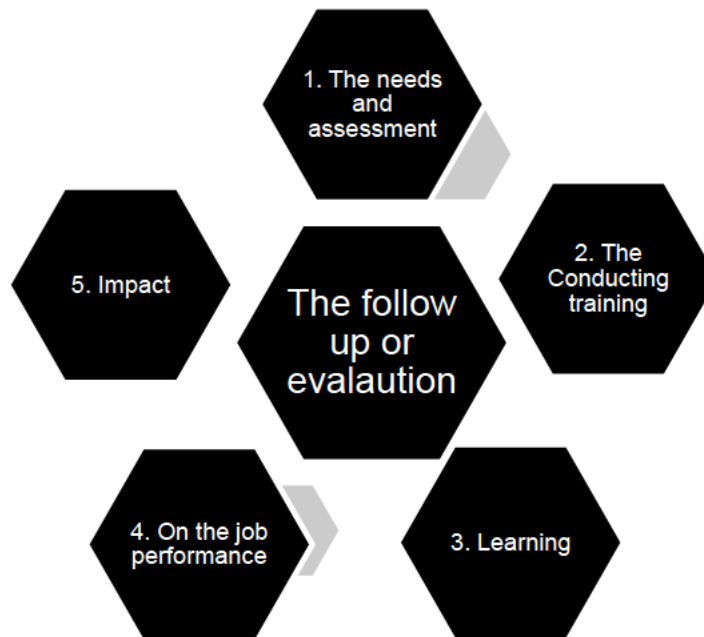 1. The needs
and
assessment
2. The
Conducting
training
5. Impact
The follow
up or
evalaution
4. On the job
performance
3. Learning